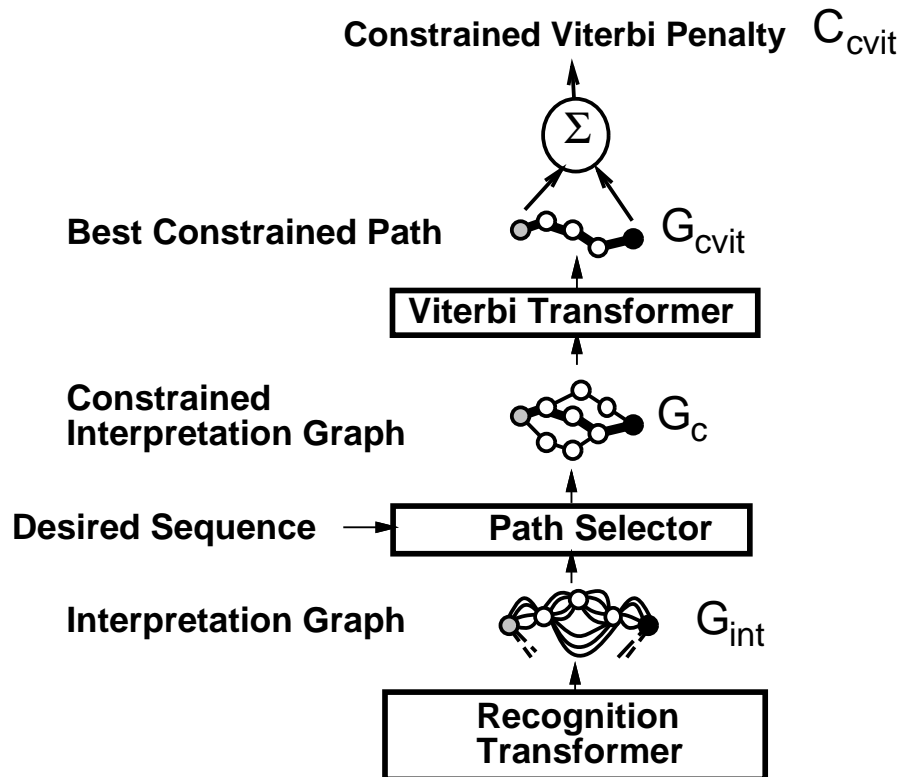 Constrained Viterbi Penalty C_cvit
Σ
Best Constrained Path G_cvit
Viterbi Transformer
Constrained
Interpretation Graph G_c
Desired Sequence
Path Selector
Interpretation Graph G_int
Recognition
Transformer